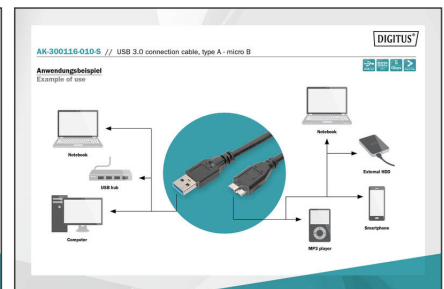 DIGITUS®
AK-300116-010-S // USB 3.0 connection cable, type A - micro B
Anwendungsbeispiel
Example of use
Notebook
USB hub
Computer
Notebook
External HDD
Smartphone
MP3 player